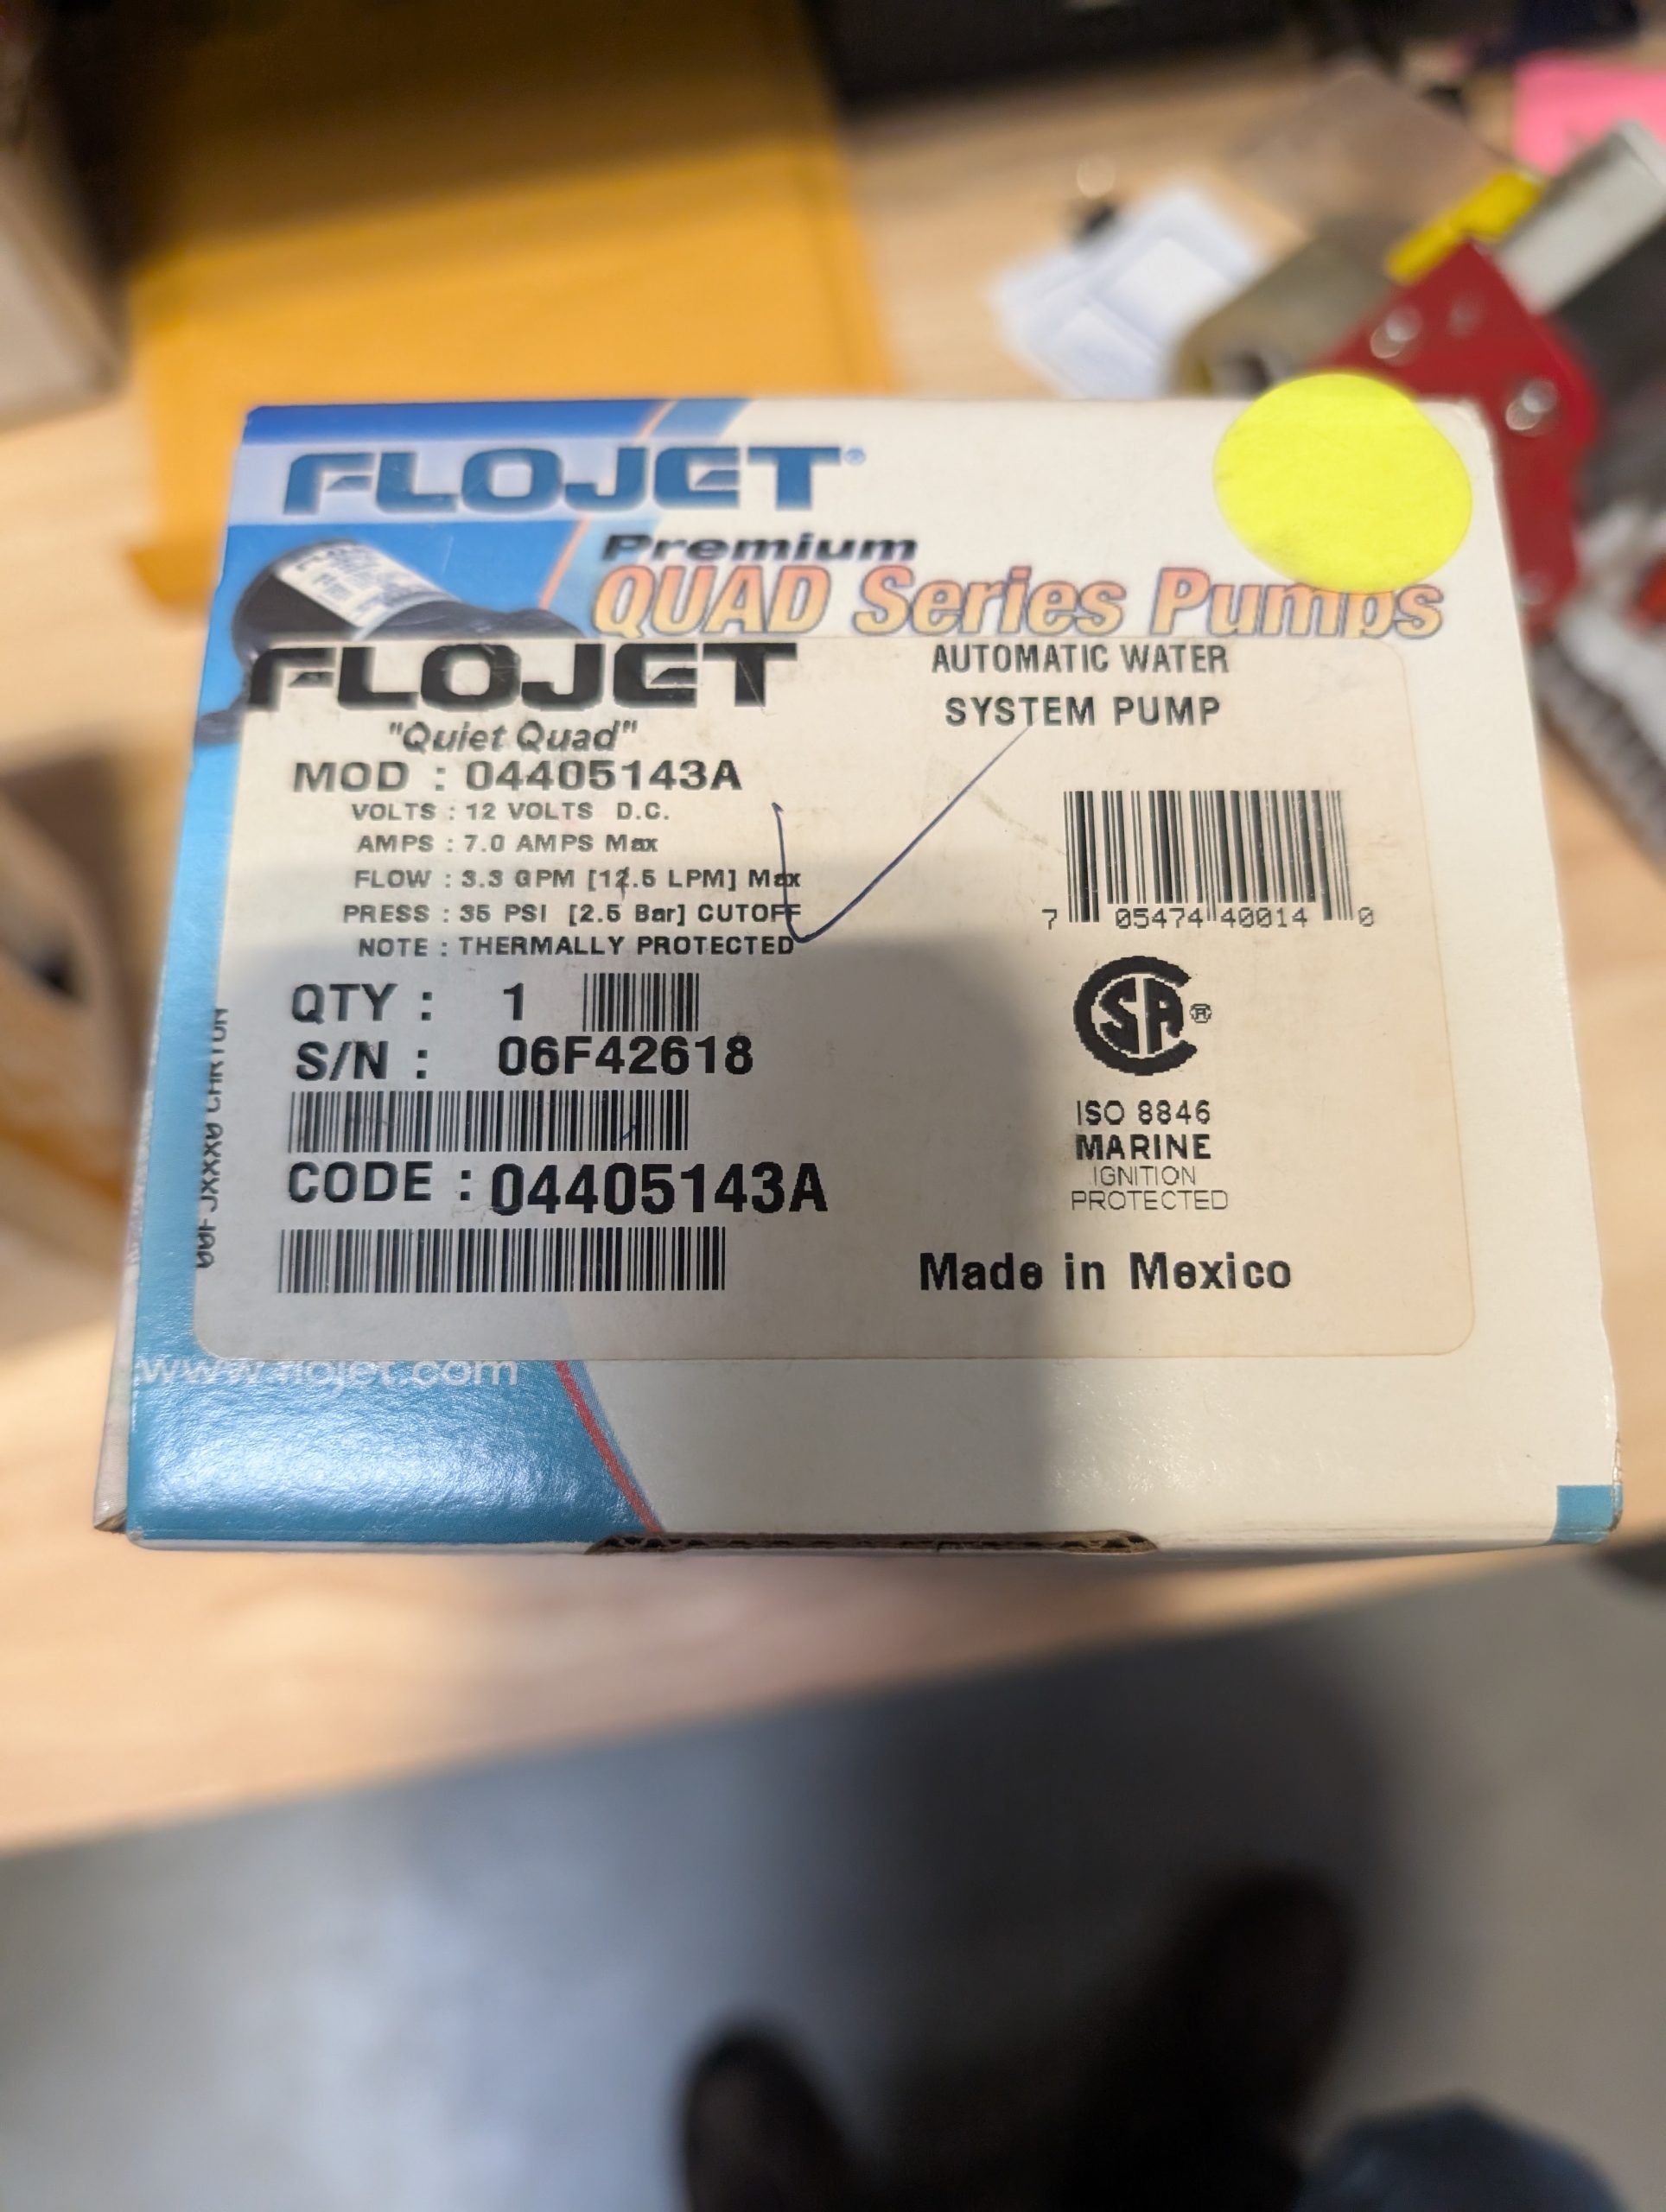 FLOJET®
Premium
QUAD Series Pumps
FLOJET
"Quiet Quad"
MOD : 04405143A
VOLTS : 12 VOLTS D.C.
AMPS : 7.0 AMPS Max
FLOW : 3.3 GPM [12.5 LPM] Max
PRESS : 35 PSI [2.5 Bar] CUTOFF
NOTE : THERMALLY PROTECTED
QTY : 1
S/N : 06F42618
CODE : 04405143A
AUTOMATIC WATER
SYSTEM PUMP
7 05474 40014 0
CSA®
ISO 8846
MARINE
IGNITION
PROTECTED
Made in Mexico
CARTON
www.flojet.com